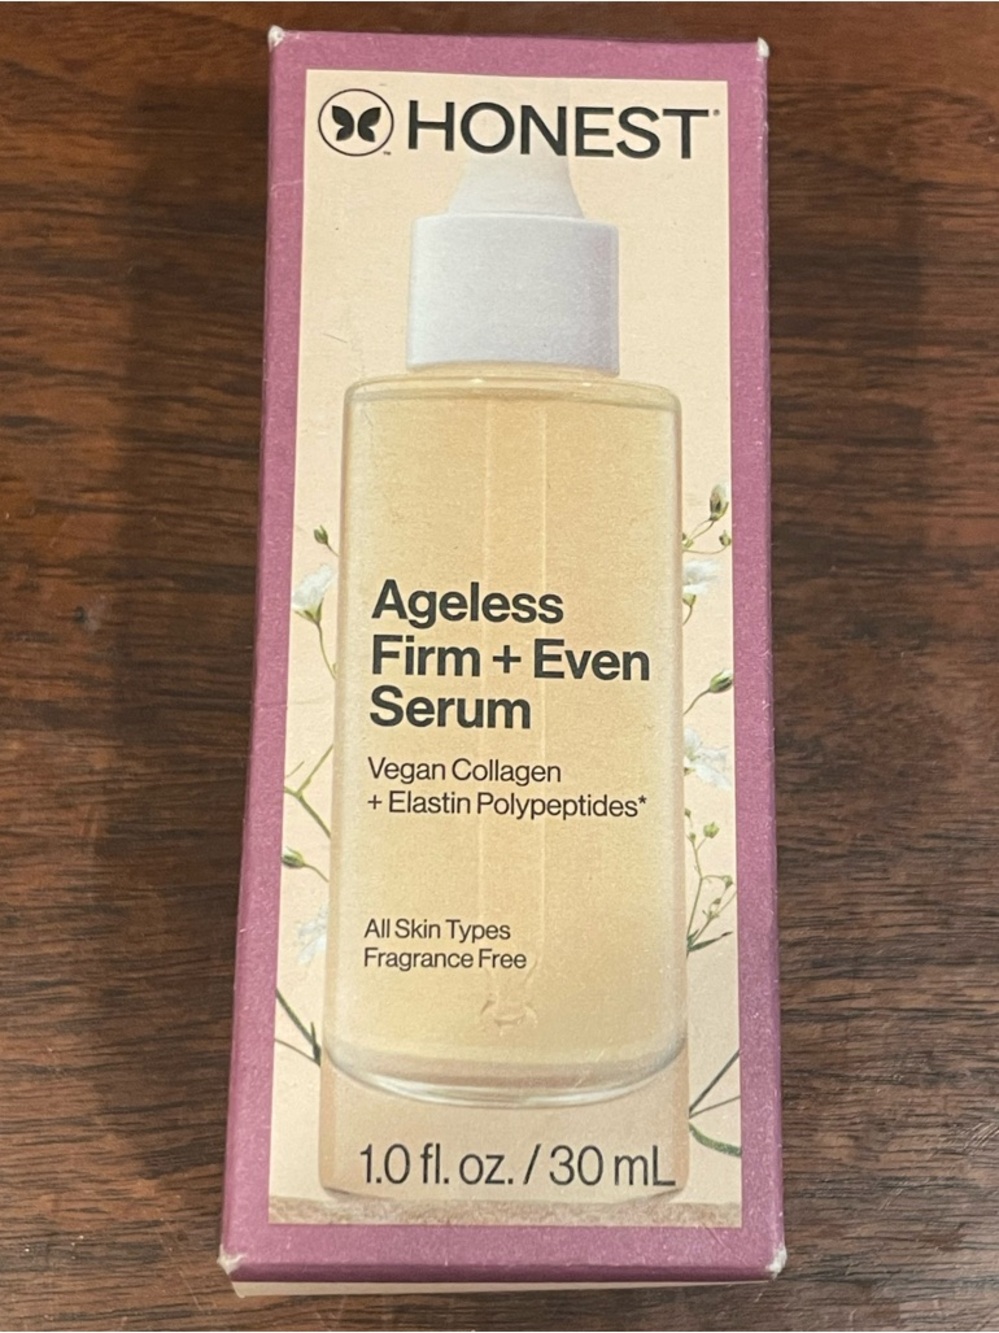 HONEST®
Ageless
Firm + Even
Serum
Vegan Collagen
+ Elastin Polypeptides*
All Skin Types
Fragrance Free
1.0 fl. oz. / 30 mL